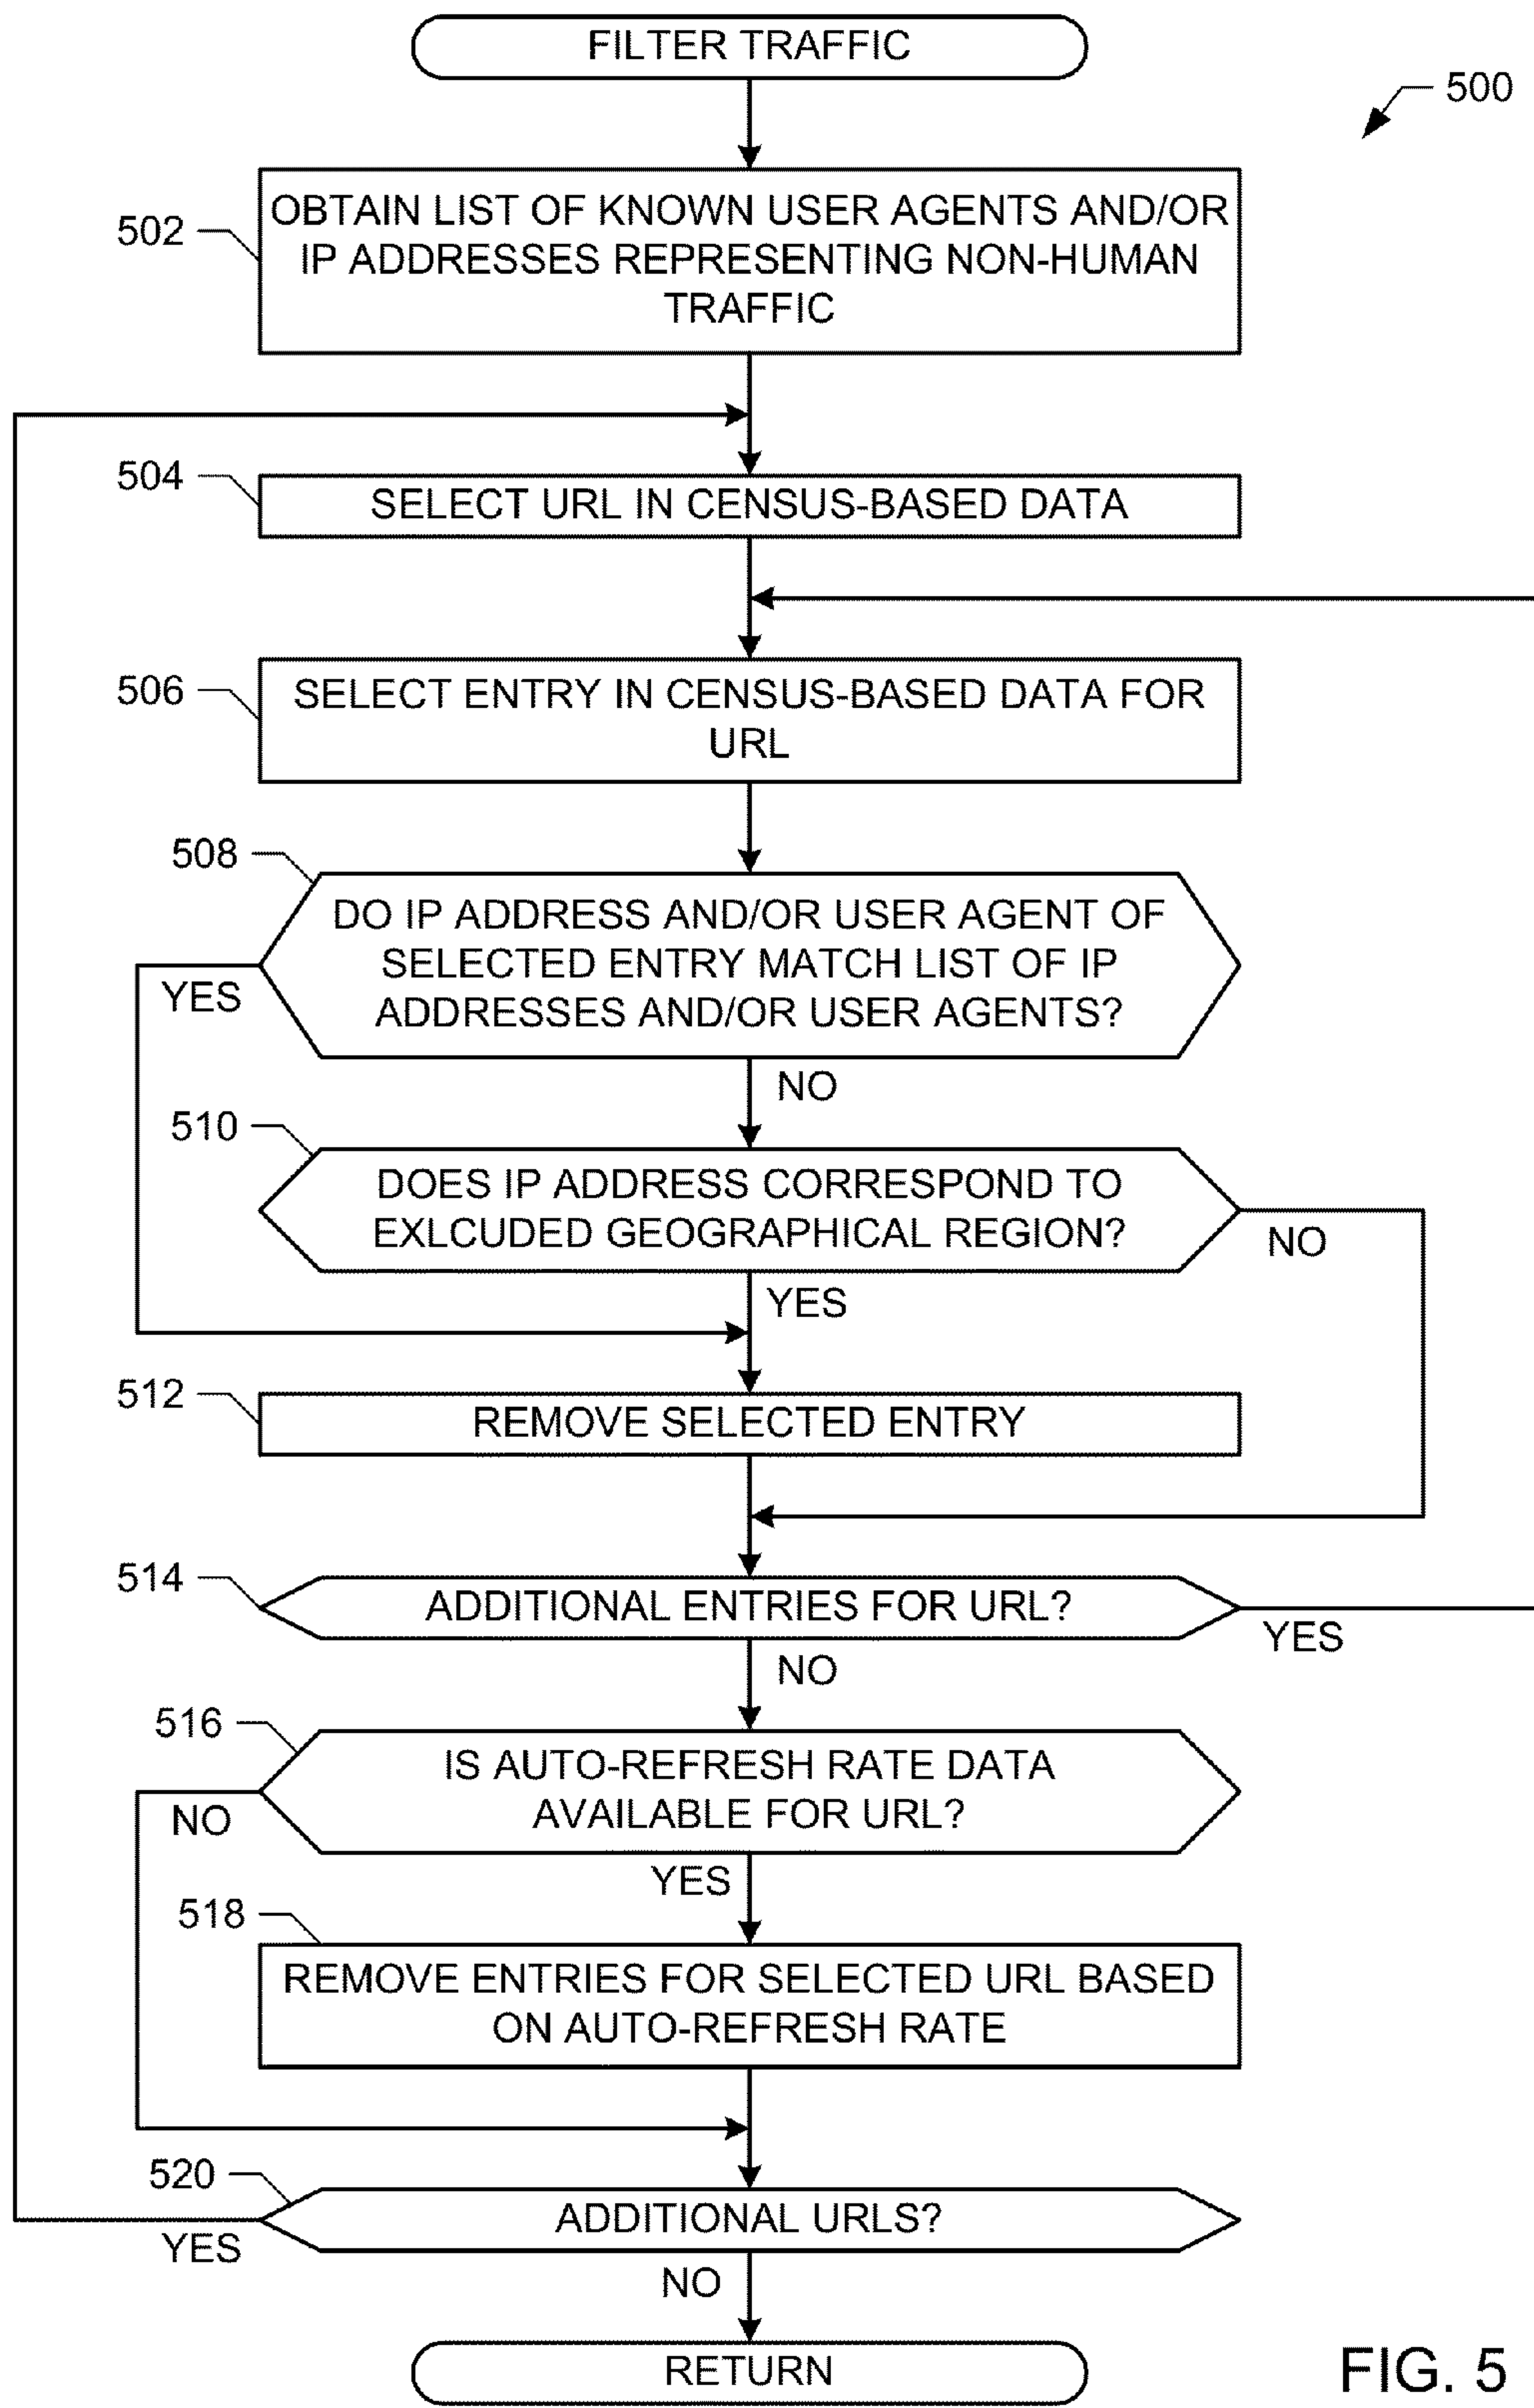 FILTER TRAFFIC
500
502
OBTAIN LIST OF KNOWN USER AGENTS AND/OR
IP ADDRESSES REPRESENTING NON-HUMAN
TRAFFIC
504
SELECT URL IN CENSUS-BASED DATA
506
SELECT ENTRY IN CENSUS-BASED DATA FOR
URL
508
DO IP ADDRESS AND/OR USER AGENT OF
SELECTED ENTRY MATCH LIST OF IP
ADDRESSES AND/OR USER AGENTS?
YES
NO
510
DOES IP ADDRESS CORRESPOND TO
EXLCUDED GEOGRAPHICAL REGION?
NO
YES
512
REMOVE SELECTED ENTRY
514
ADDITIONAL ENTRIES FOR URL?
YES
NO
516
IS AUTO-REFRESH RATE DATA
AVAILABLE FOR URL?
NO
YES
518
REMOVE ENTRIES FOR SELECTED URL BASED
ON AUTO-REFRESH RATE
520
ADDITIONAL URLS?
YES
NO
RETURN
FIG. 5